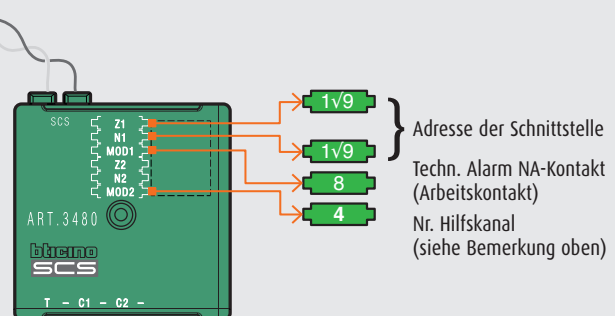 SCS
Z1
N1
MOD1
Z2
N2
MOD2
ART.3480
bticino
SCS
T – C1 – C2 –
1√9
1√9
8
4
Adresse der Schnittstelle
Techn. Alarm NA-Kontakt
(Arbeitskontakt)
Nr. Hilfskanal
(siehe Bemerkung oben)